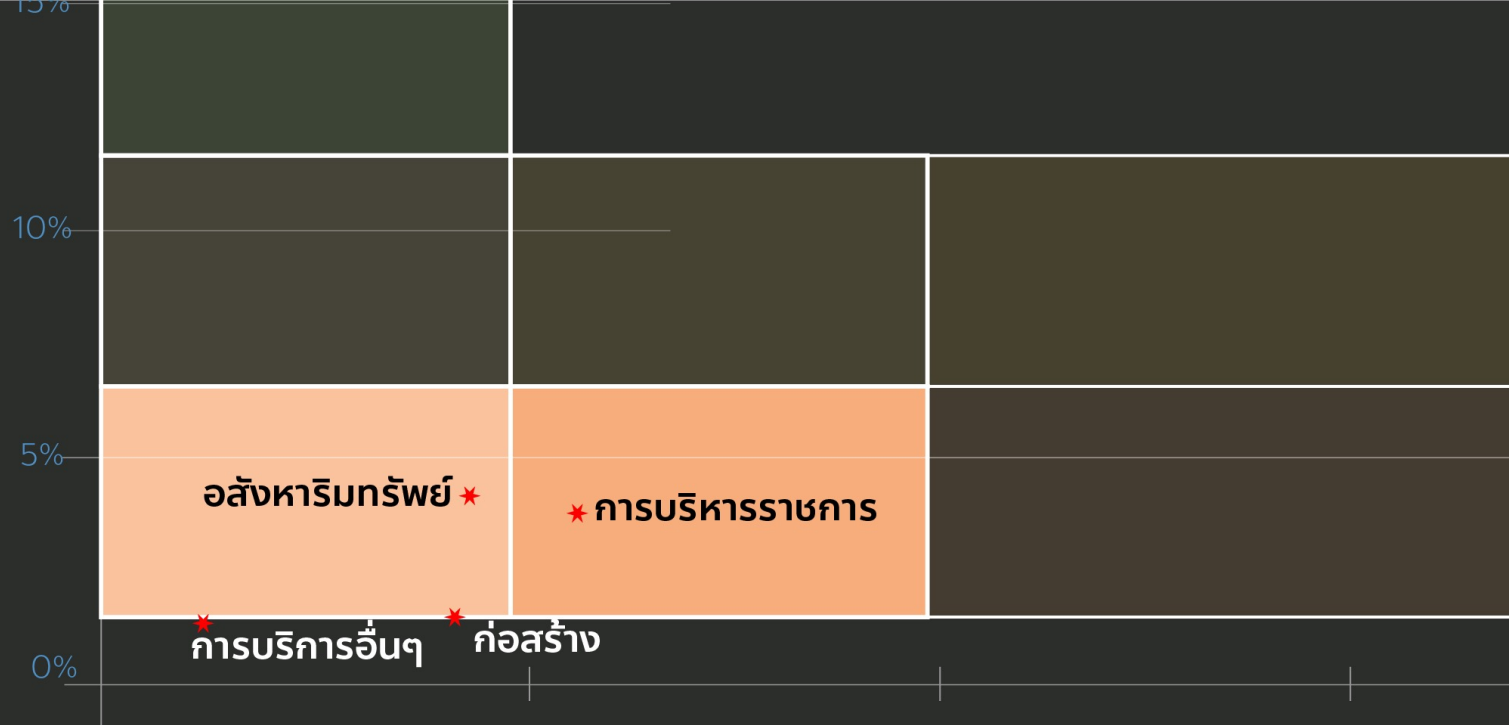 15%
10%
5%
อสังหาริมทรัพย์
การบริหารราชการ
การบริการอื่นๆ
ก่อสร้าง
0%